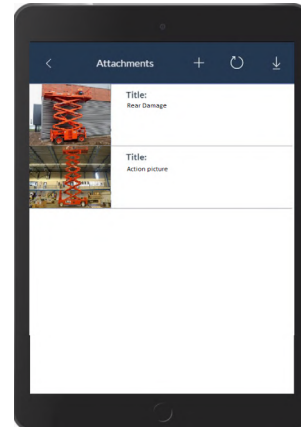 Attachments
Title:
Rear Damage
Title:
Action picture